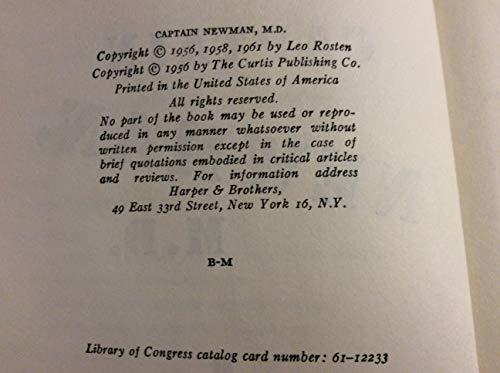 CAPTAIN NEWMAN, M.D.
Copyright © 1956, 1958, 1961 by Leo Rosten
Copyright © 1956 by The Curtis Publishing Co.
Printed in the United States of America
All rights reserved.
No part of the book may be used or repro-
duced in any manner whatsoever without
written permission except in the case of
brief quotations embodied in critical articles
and reviews. For information address
Harper & Brothers,
49 East 33rd Street, New York 16, N.Y.
B-M
Library of Congress catalog card number: 61-12233